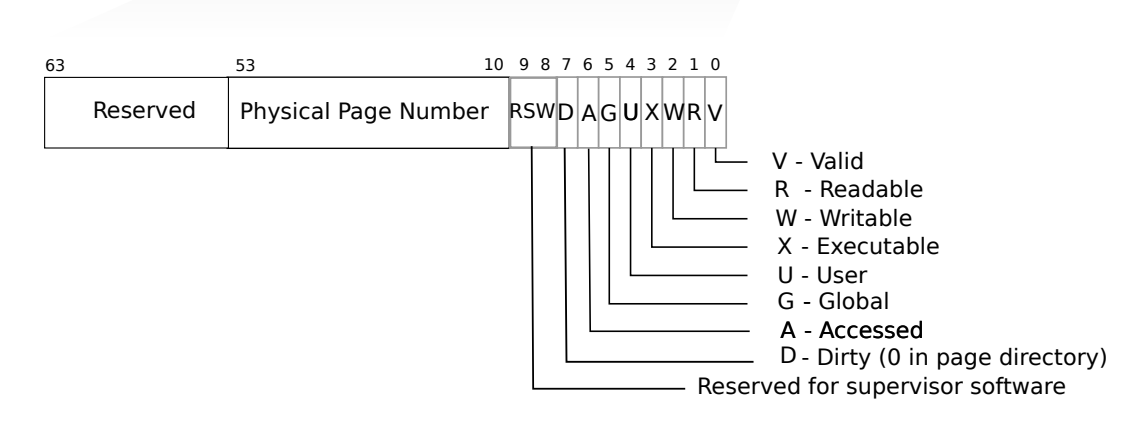 63 53 10 9 8 7 6 5 4 3 2 1 0
Reserved Physical Page Number RSW D A G U X W R V
V - Valid
R - Readable
W - Writable
X - Executable
U - User
G - Global
A - Accessed
D - Dirty (0 in page directory)
Reserved for supervisor software